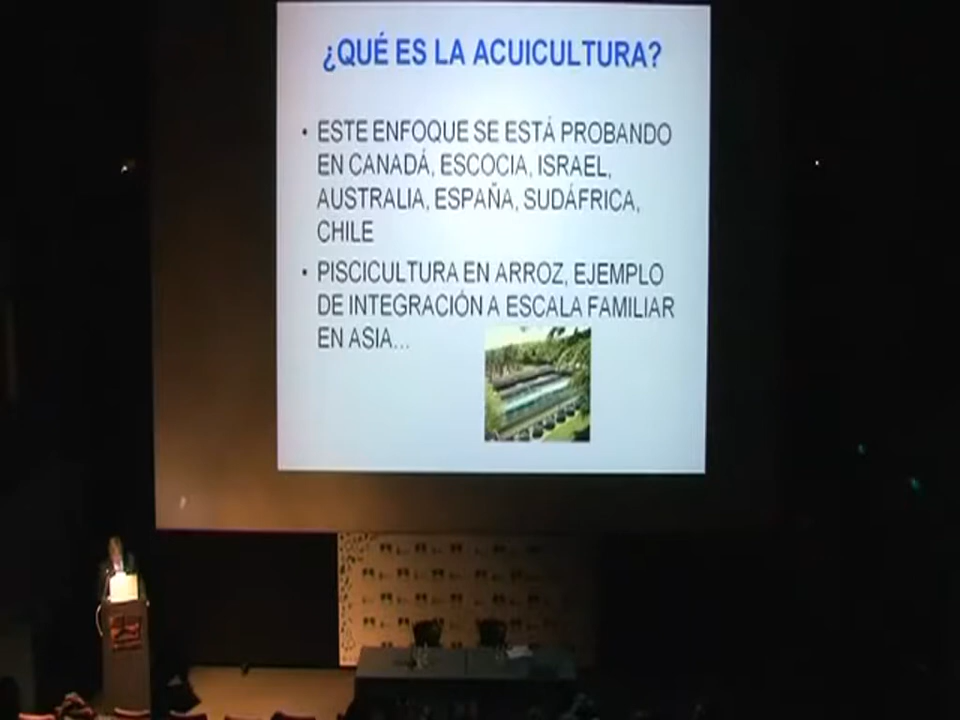 ¿QUÉ ES LA ACUICULTURA?
• ESTE ENFOQUE SE ESTÁ PROBANDO
EN CANADÁ, ESCOCIA, ISRAEL,
AUSTRALIA, ESPAÑA, SUDÁFRICA,
CHILE
• PISCICULTURA EN ARROZ, EJEMPLO
DE INTEGRACIÓN A ESCALA FAMILIAR
EN ASIA...